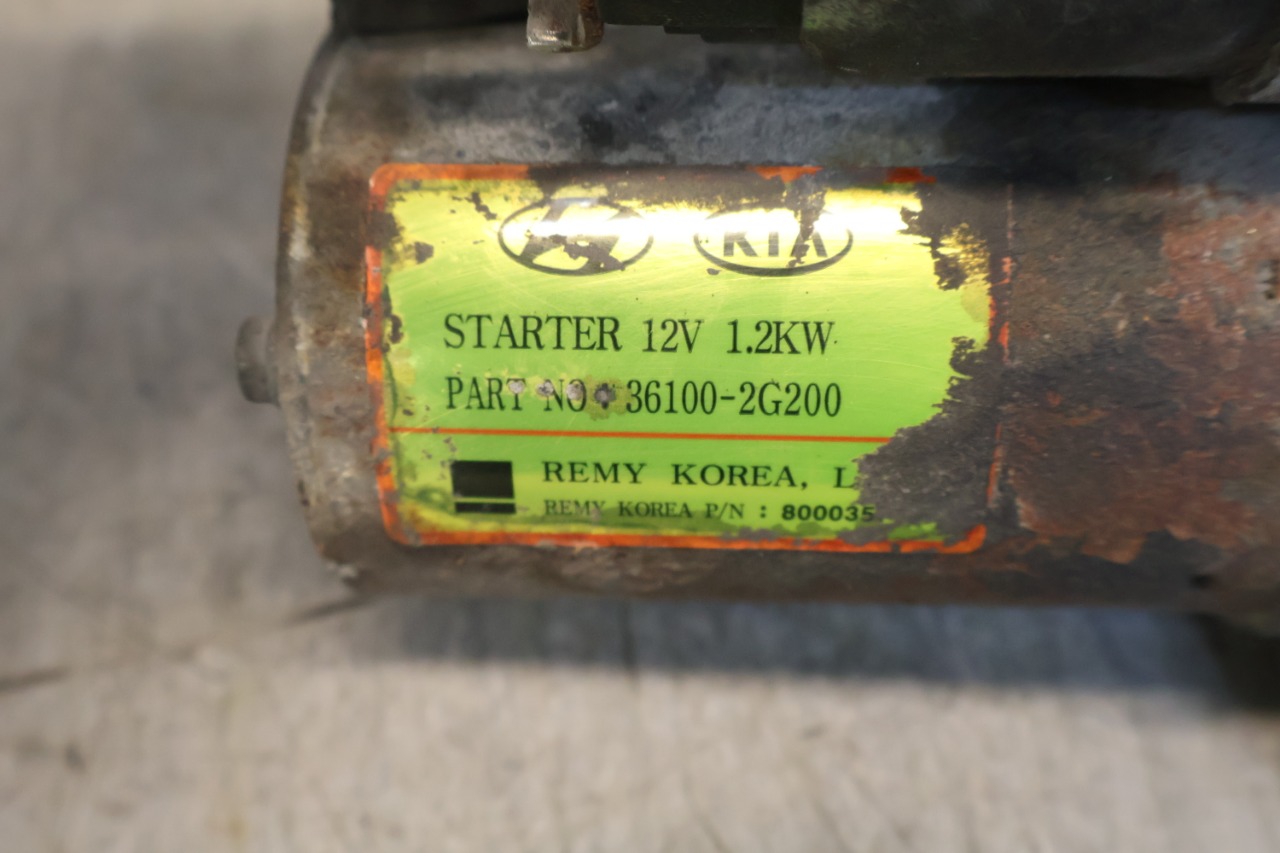 KIA
STARTER 12V 1.2KW
PART NO : 36100-2G200
REMY KOREA, L
REMY KOREA P/N : 800035